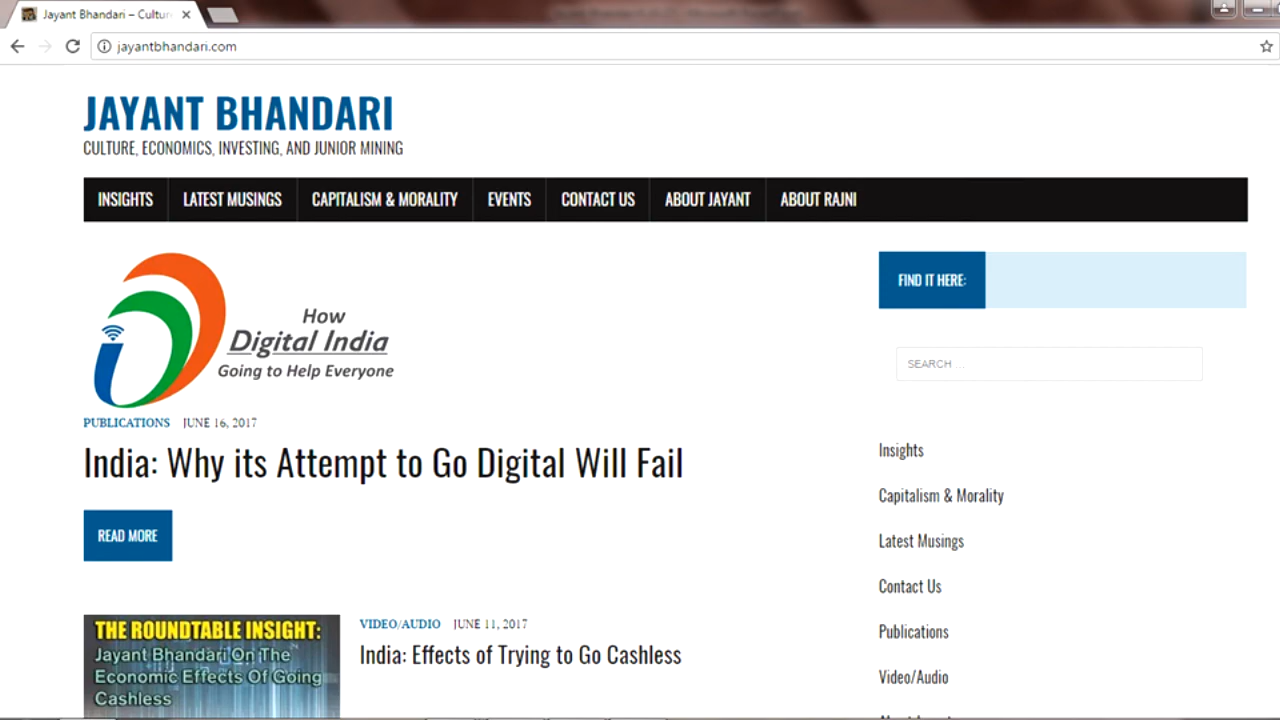 Jayant Bhandari – Cultur
jayantbhandari.com
JAYANT BHANDARI
CULTURE, ECONOMICS, INVESTING, AND JUNIOR MINING
INSIGHTS LATEST MUSINGS CAPITALISM & MORALITY EVENTS CONTACT US ABOUT JAYANT ABOUT RAJNI
How
Digital India
Going to Help Everyone
PUBLICATIONS JUNE 16, 2017
India: Why its Attempt to Go Digital Will Fail
READ MORE
THE ROUNDTABLE INSIGHT:
Jayant Bhandari On The
Economic Effects Of Going
Cashless
VIDEO/AUDIO JUNE 11, 2017
India: Effects of Trying to Go Cashless
FIND IT HERE:
SEARCH …
Insights
Capitalism & Morality
Latest Musings
Contact Us
Publications
Video/Audio